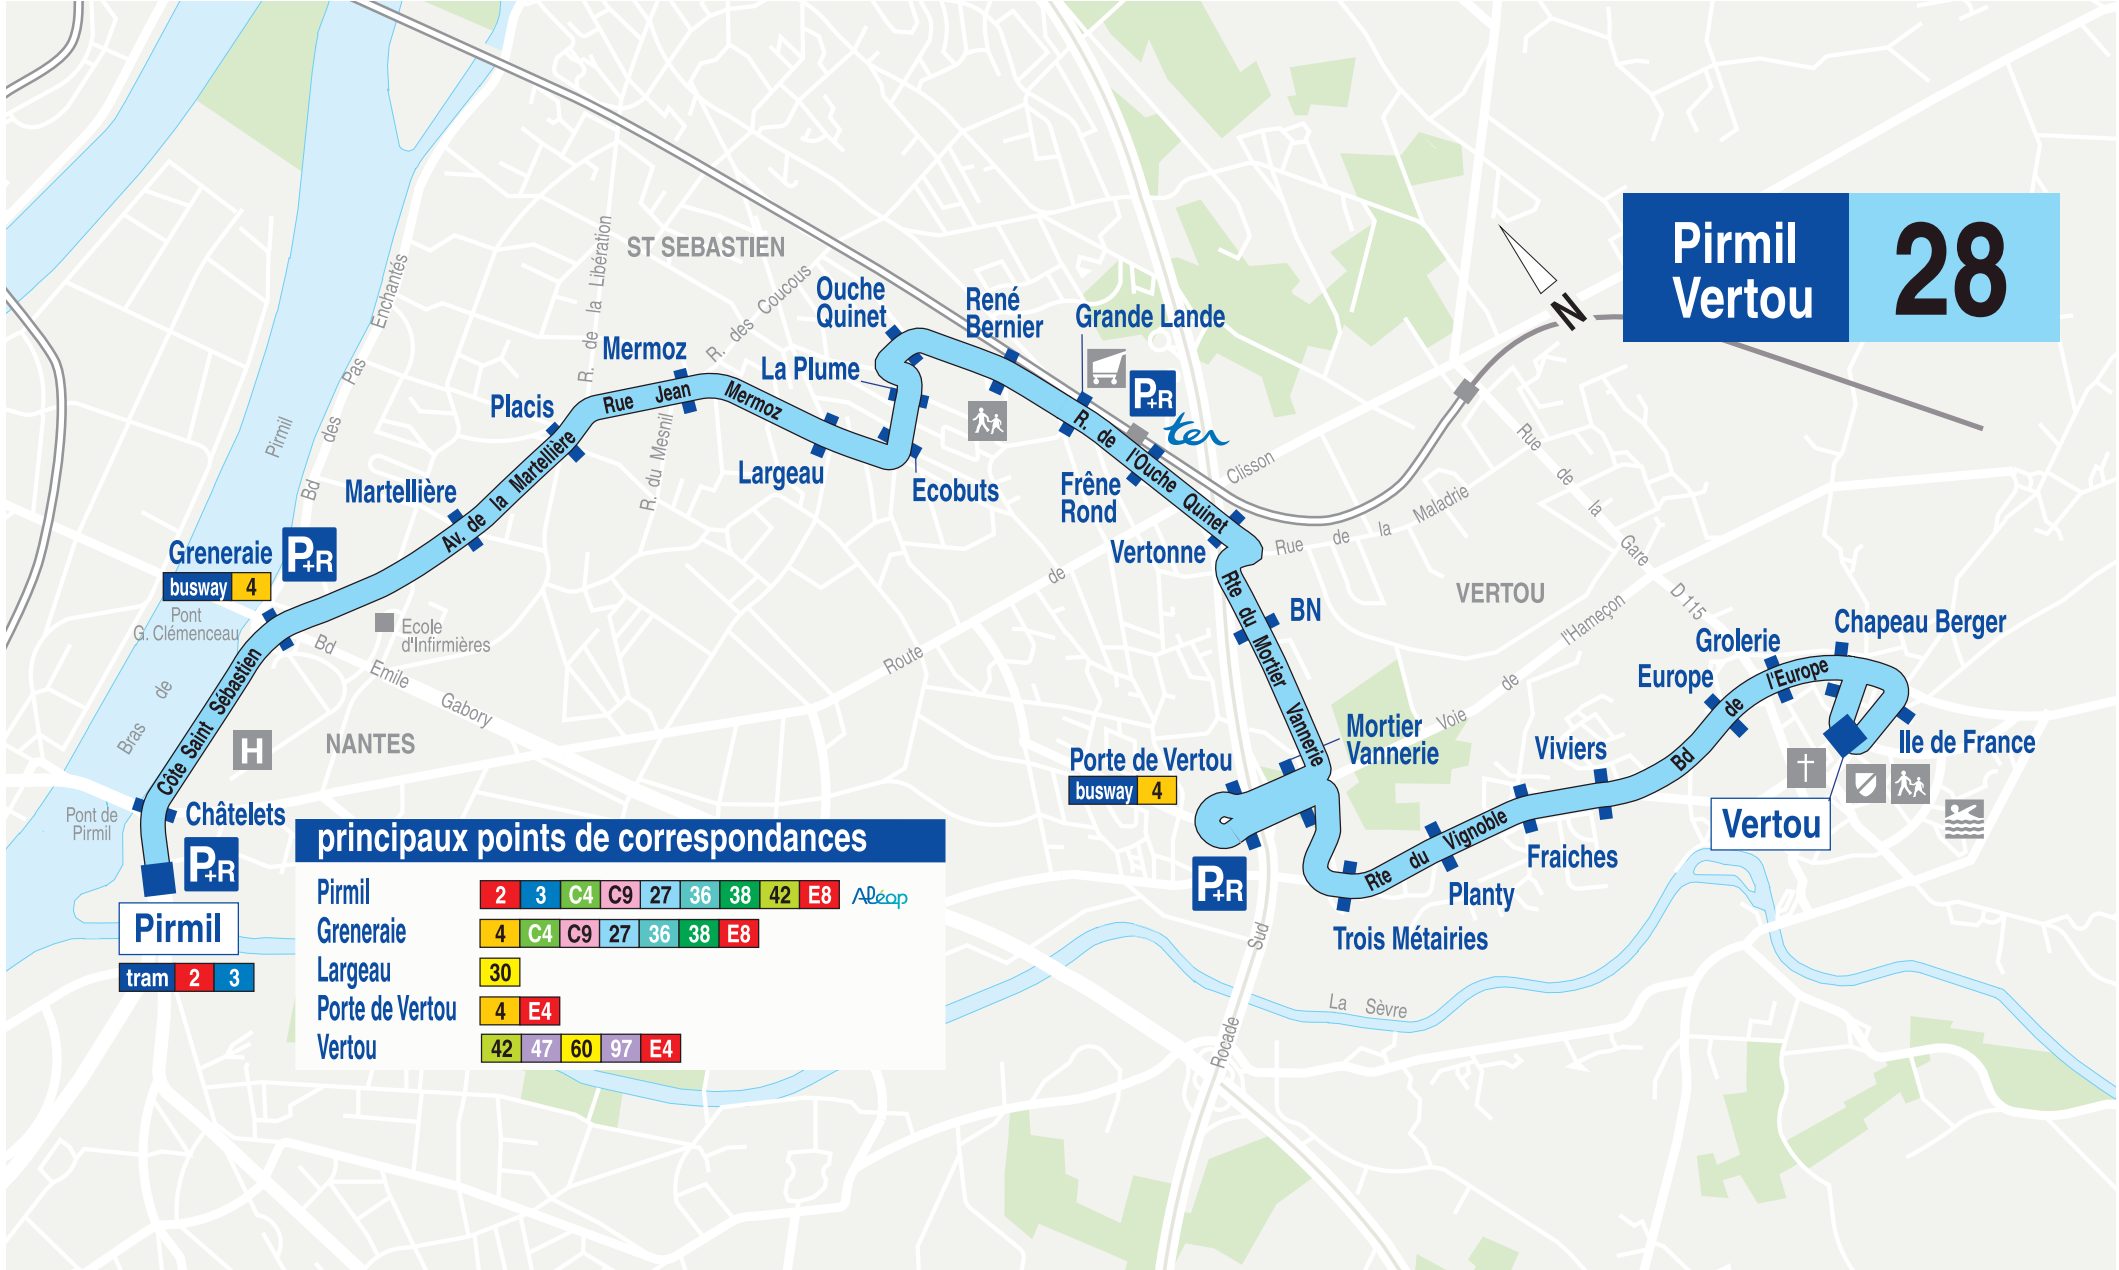 Pirmil
Vertou
28
N
ST SEBASTIEN
R. de la Libération
R. des Coucous
Bd des Pas Enchantés
Bras de Pirmil
Ouche
Quinet
René
Bernier
Grande Lande
P+R
ter
Mermoz
La Plume
Placis
Rue Jean Mermoz
R. du Mesnil
Largeau
Ecobuts
Martellière
Av. de la Martellière
R. de l'Ouche Quinet
Frêne
Rond
Vertonne
Clisson
Route de
Rue de la Maladrie
Rue de la Gare D 115
Greneraie
P+R
busway 4
Pont
G. Clémenceau
Ecole
d'Infirmières
Bd Emile Gabory
Côte Saint Sébastien
H
NANTES
VERTOU
Rte du Mortier Vannerie
BN
Voie de l'Hameçon
Mortier
Vannerie
Porte de Vertou
busway 4
P+R
Chapeau Berger
Grolerie
Europe
Bd de l'Europe
Ile de France
Viviers
Vertou
Fraiches
Planty
Rte du Vignoble
Trois Métairies
La Sèvre
Rocade Sud
Pont de
Pirmil
Châtelets
P+R
Pirmil
tram 2 3
principaux points de correspondances
Pirmil 2 3 C4 C9 27 36 38 42 E8 Aléop
Greneraie 4 C4 C9 27 36 38 E8
Largeau 30
Porte de Vertou 4 E4
Vertou 42 47 60 97 E4